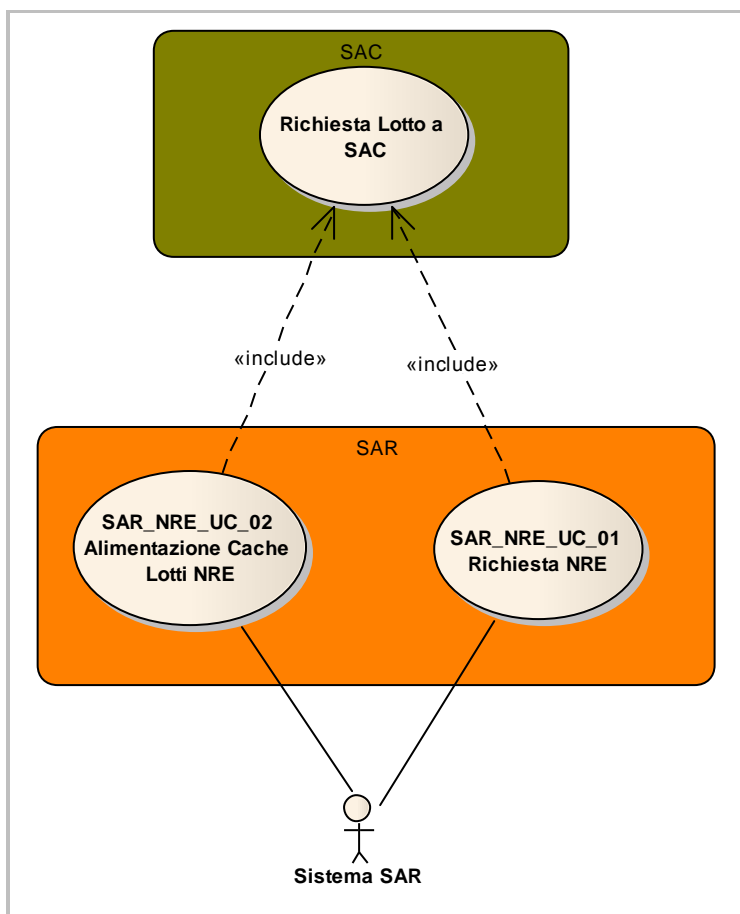 SAC
Richiesta Lotto a
SAC
«include»
«include»
SAR
SAR_NRE_UC_02
Alimentazione Cache
Lotti NRE
SAR_NRE_UC_01
Richiesta NRE
Sistema SAR